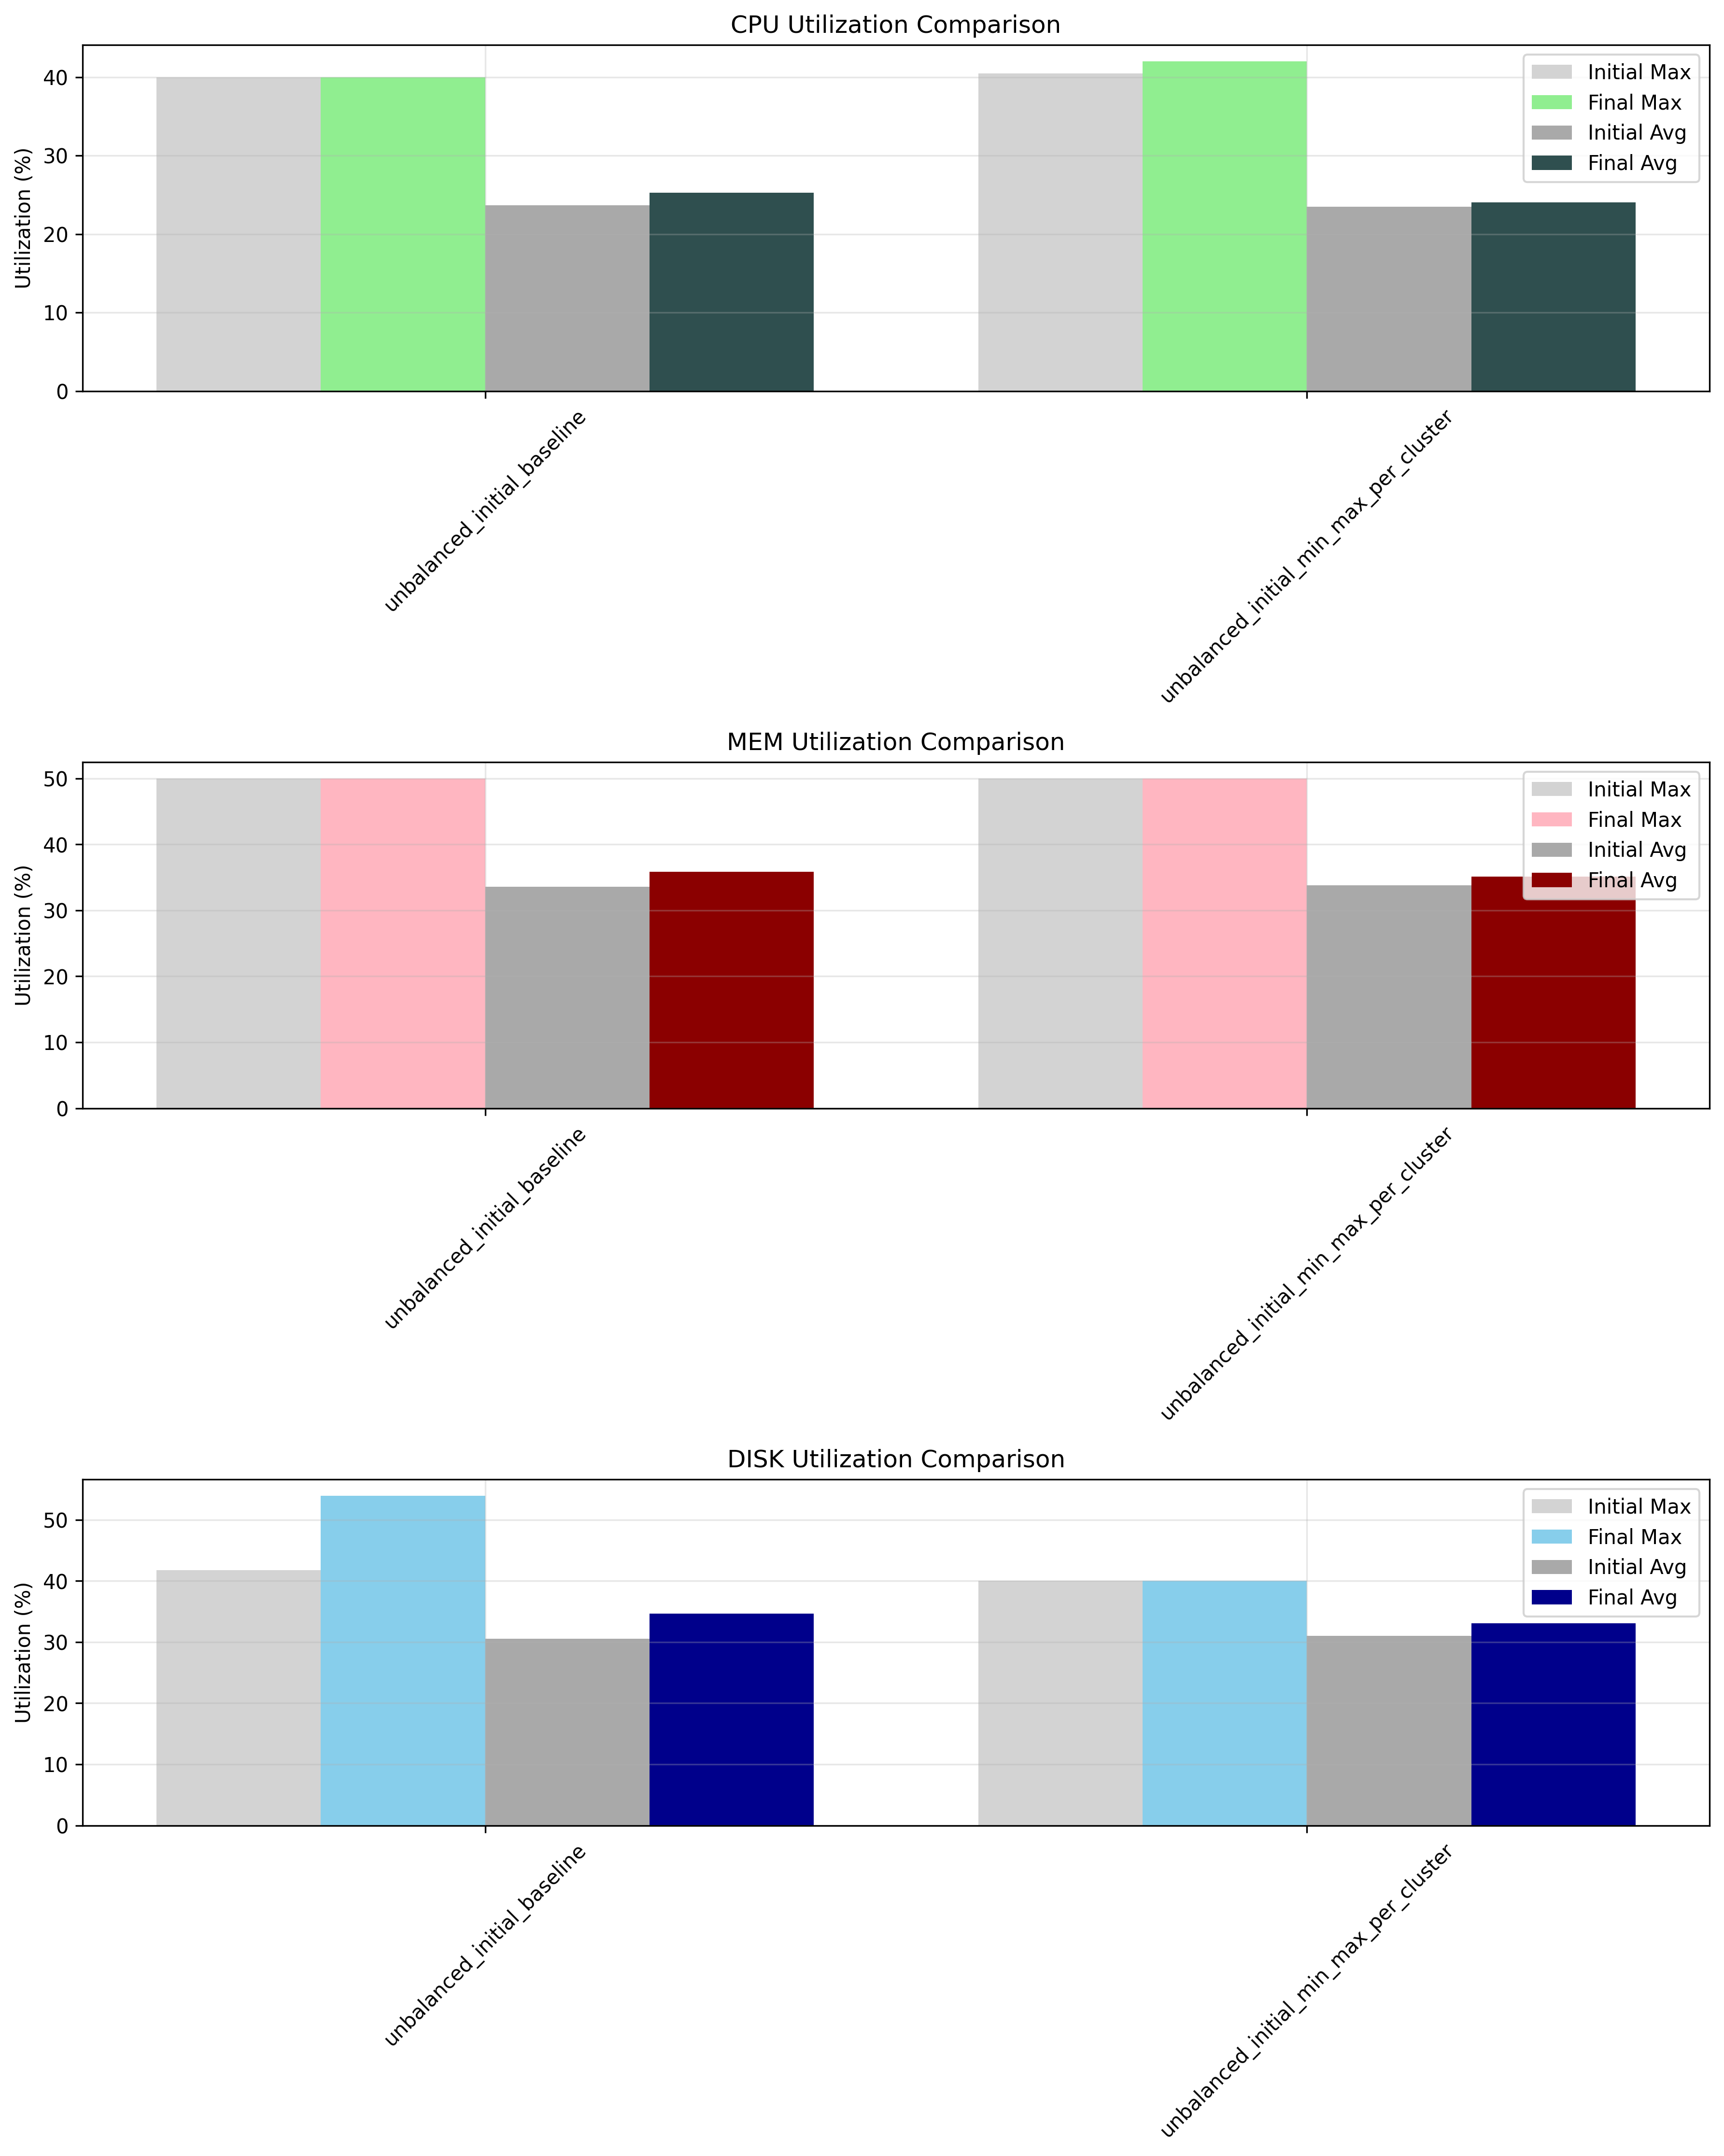 CPU Utilization Comparison
Utilization (%)
40
30
20
10
0
Initial Max
Final Max
Initial Avg
Final Avg
unbalanced_initial_baseline
unbalanced_initial_min_max_per_cluster
MEM Utilization Comparison
Utilization (%)
50
40
30
20
10
0
Initial Max
Final Max
Initial Avg
Final Avg
unbalanced_initial_baseline
unbalanced_initial_min_max_per_cluster
DISK Utilization Comparison
Utilization (%)
50
40
30
20
10
0
Initial Max
Final Max
Initial Avg
Final Avg
unbalanced_initial_baseline
unbalanced_initial_min_max_per_cluster